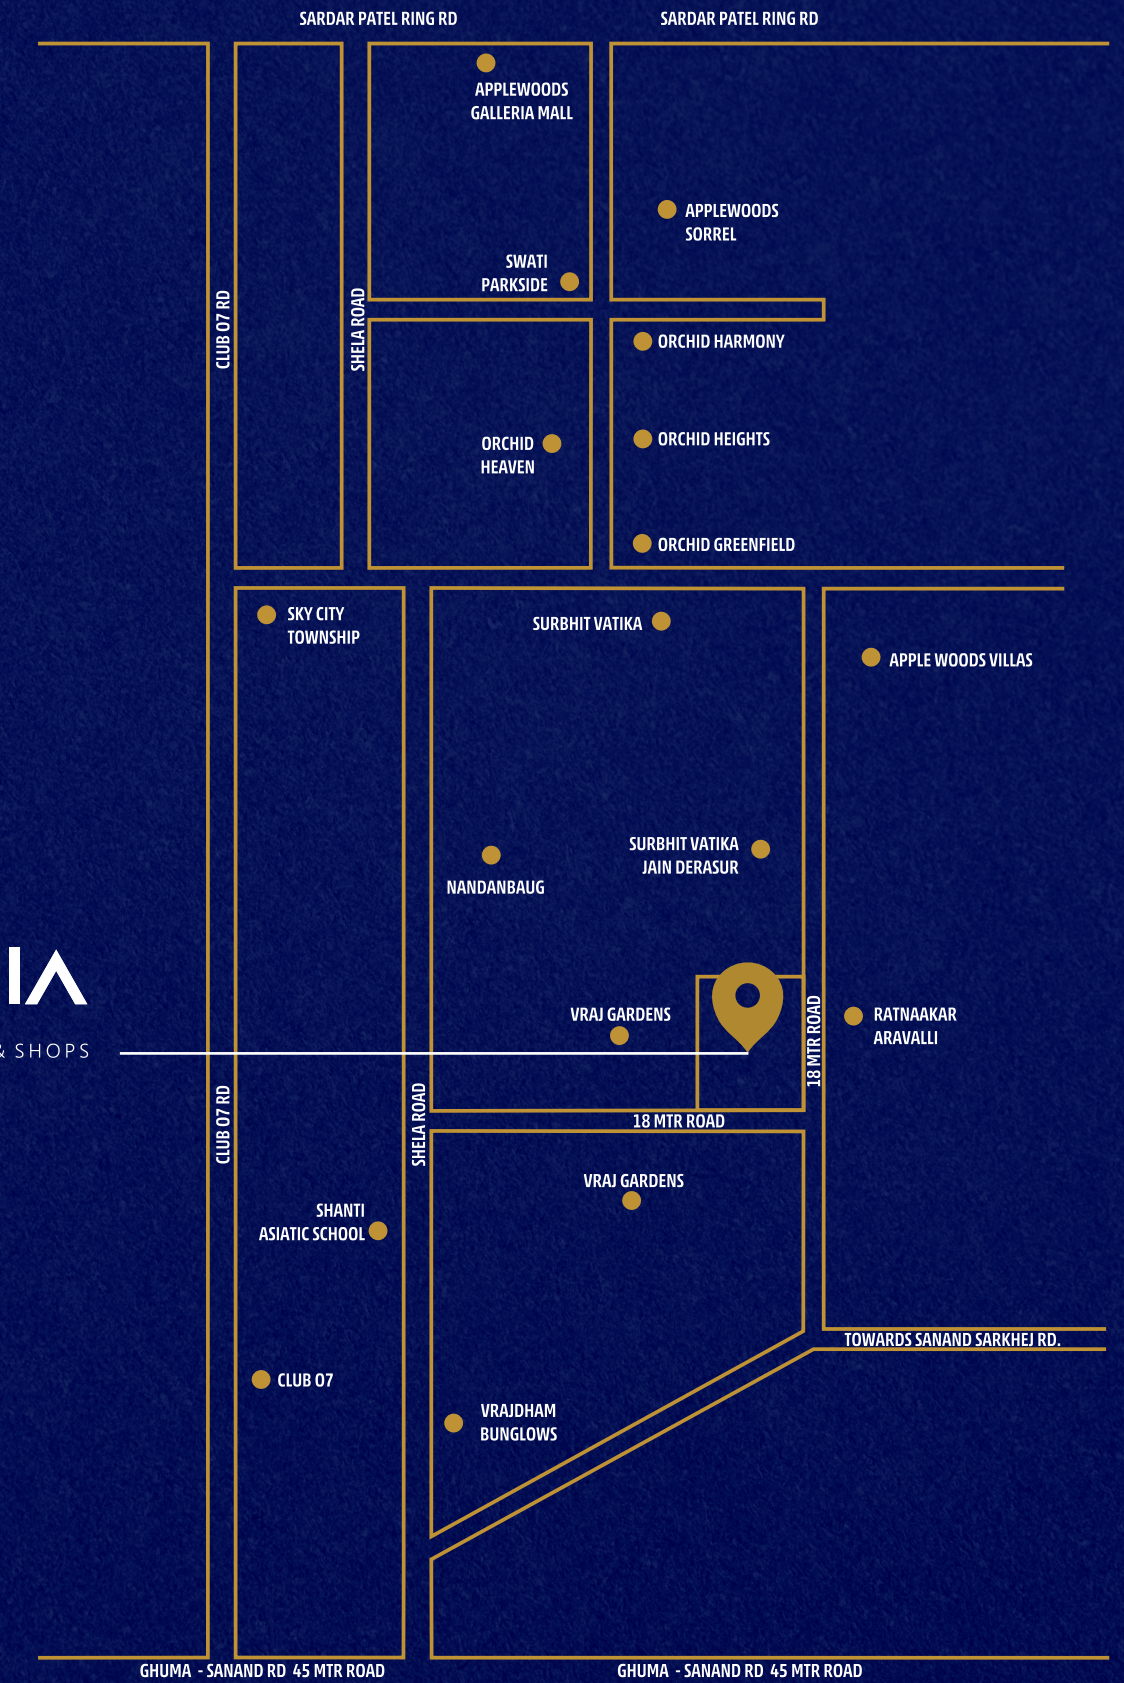 SARDAR PATEL RING RD
SARDAR PATEL RING RD
APPLEWOODS
GALLERIA MALL
APPLEWOODS
SORREL
SWATI
PARKSIDE
CLUB O7 RD
SHELA ROAD
ORCHID HARMONY
ORCHID HEIGHTS
ORCHID
HEAVEN
ORCHID GREENFIELD
SKY CITY
TOWNSHIP
SURBHIT VATIKA
APPLE WOODS VILLAS
SURBHIT VATIKA
JAIN DERASUR
NANDANBAUG
IA
& SHOPS
VRAJ GARDENS
18 MTR ROAD
RATNAAKAR
ARAVALLI
CLUB O7 RD
SHELA ROAD
18 MTR ROAD
VRAJ GARDENS
SHANTI
ASIATIC SCHOOL
TOWARDS SANAND SARKHEJ RD.
CLUB O7
VRAJDHAM
BUNGLOWS
GHUMA - SANAND RD 45 MTR ROAD
GHUMA - SANAND RD 45 MTR ROAD